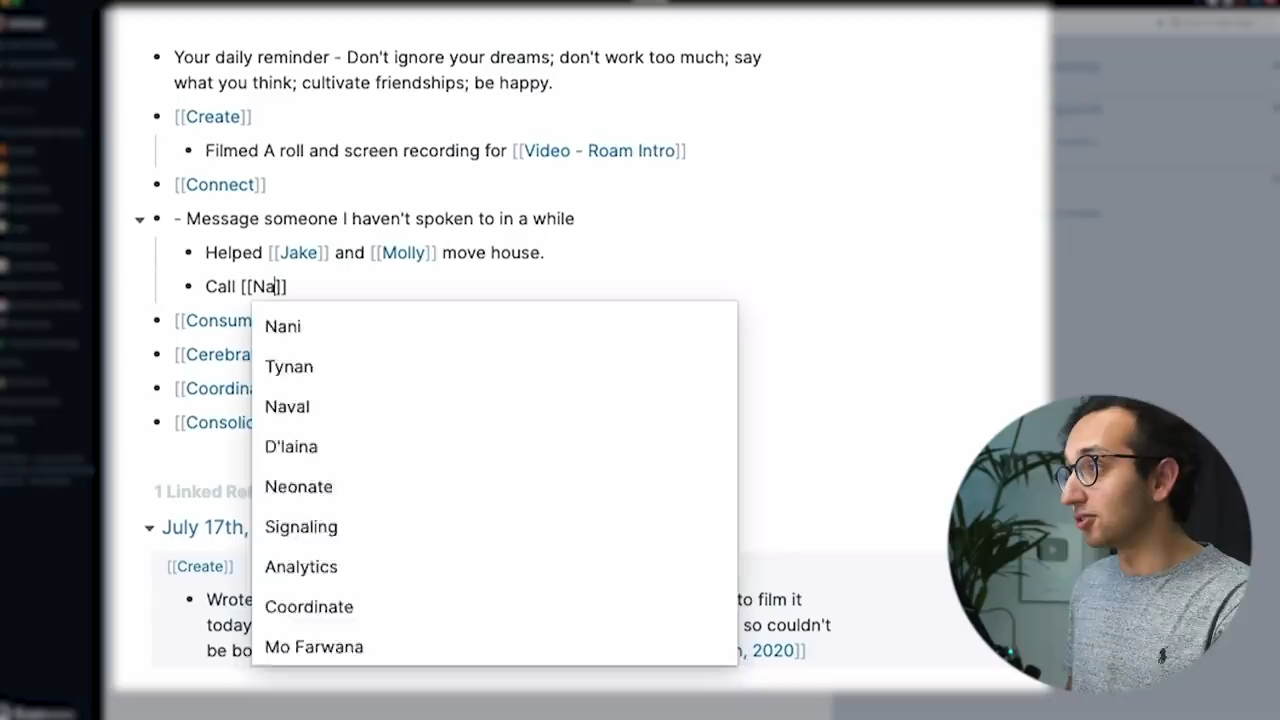 • Your daily reminder - Don't ignore your dreams; don't work too much; say
what you think; cultivate friendships; be happy.
• [[Create]]
• Filmed A roll and screen recording for [[Video - Roam Intro]]
• [[Connect]]
• - Message someone I haven't spoken to in a while
• Helped [[Jake]] and [[Molly]] move house.
• Call [[Na]]
• [[Consum
• [[Cerebra
• [[Coordina
• [[Consolid
Nani
Tynan
Naval
D'laina
Neonate
Signaling
Analytics
Coordinate
Mo Farwana
1 Linked Re
July 17th,
[[Create]]
• Wrote to film it
today so couldn't
be bo , 2020]]